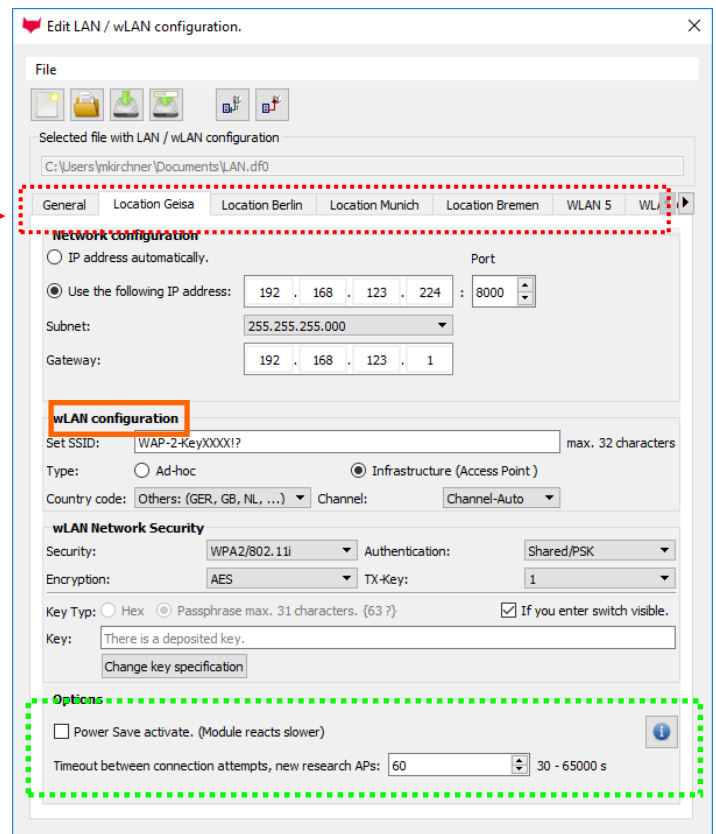 Edit LAN / wLAN configuration.
File
Selected file with LAN / wLAN configuration
C:\Users\mkirchner\Documents\LAN.df0
General Location Geisa Location Berlin Location Munich Location Bremen WLAN 5
Network configuration
IP address automatically. Port
Use the following IP address: 192 . 168 . 123 . 224 : 8000
Subnet: 255.255.255.000
Gateway: 192 . 168 . 123 . 1
wLAN configuration
Set SSID: WAP-2-KeyXXXX!? max. 32 characters
Type: Ad-hoc Infrastructure (Access Point )
Country code: Others: (GER, GB, NL, ...) Channel: Channel-Auto
wLAN Network Security
Security: WPA2/802.11i Authentication: Shared/PSK
Encryption: AES TX-Key: 1
Key Typ: Hex Passphrase max. 31 characters. {63 ?} If you enter switch visible.
Key: There is a deposited key.
Change key specification
Options
Power Save activate. (Module reacts slower)
Timeout between connection attempts, new research APs: 60 30 - 65000 s